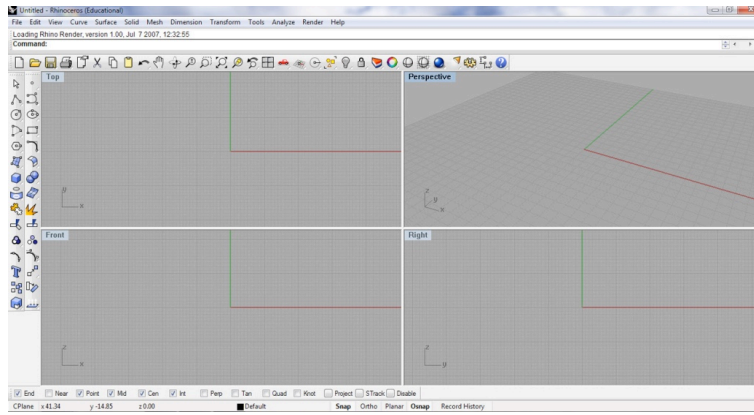 Untitled - Rhinoceros (Educational)
File Edit View Curve Surface Solid Mesh Dimension Transform Tools Analyze Render Help
Loading Rhino Render, version 1.00, Jul 7 2007, 12:32:55
Command:
Top
Perspective
y
x
z
y
x
Front
Right
z
x
z
y
End Near Point Mid Cen Int Perp Tan Quad Knot Project STrack Disable
CPlane x 41.34 y -14.85 z 0.00 Default Snap Ortho Planar Osnap Record History